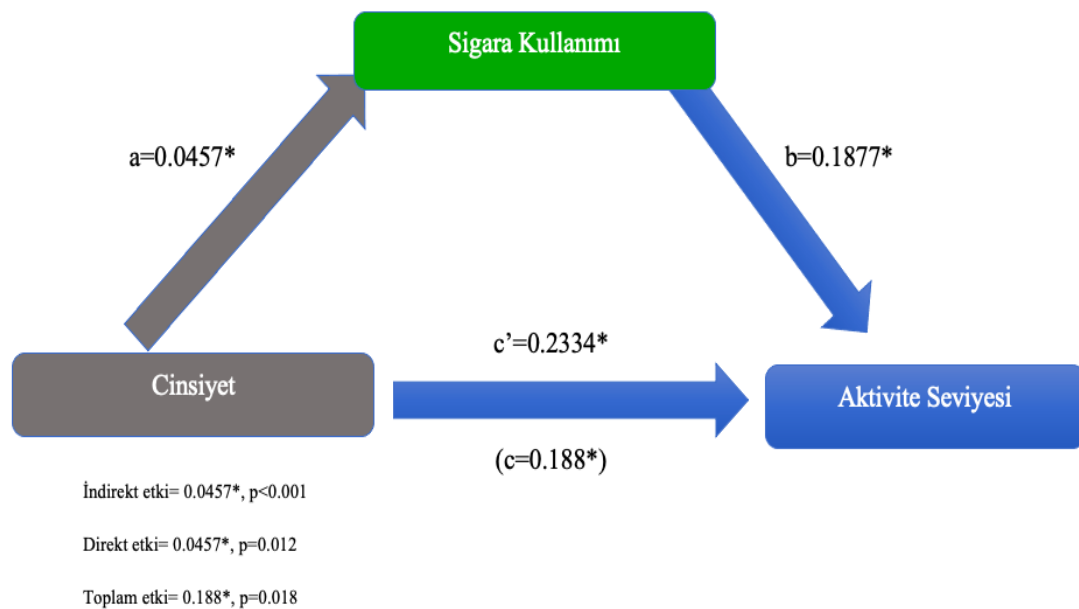 Sigara Kullanımı
a=0.0457*
b=0.1877*
c’=0.2334*
Cinsiyet
Aktivite Seviyesi
(c=0.188*)
İndirekt etki= 0.0457*, p<0.001
Direkt etki= 0.0457*, p=0.012
Toplam etki= 0.188*, p=0.018